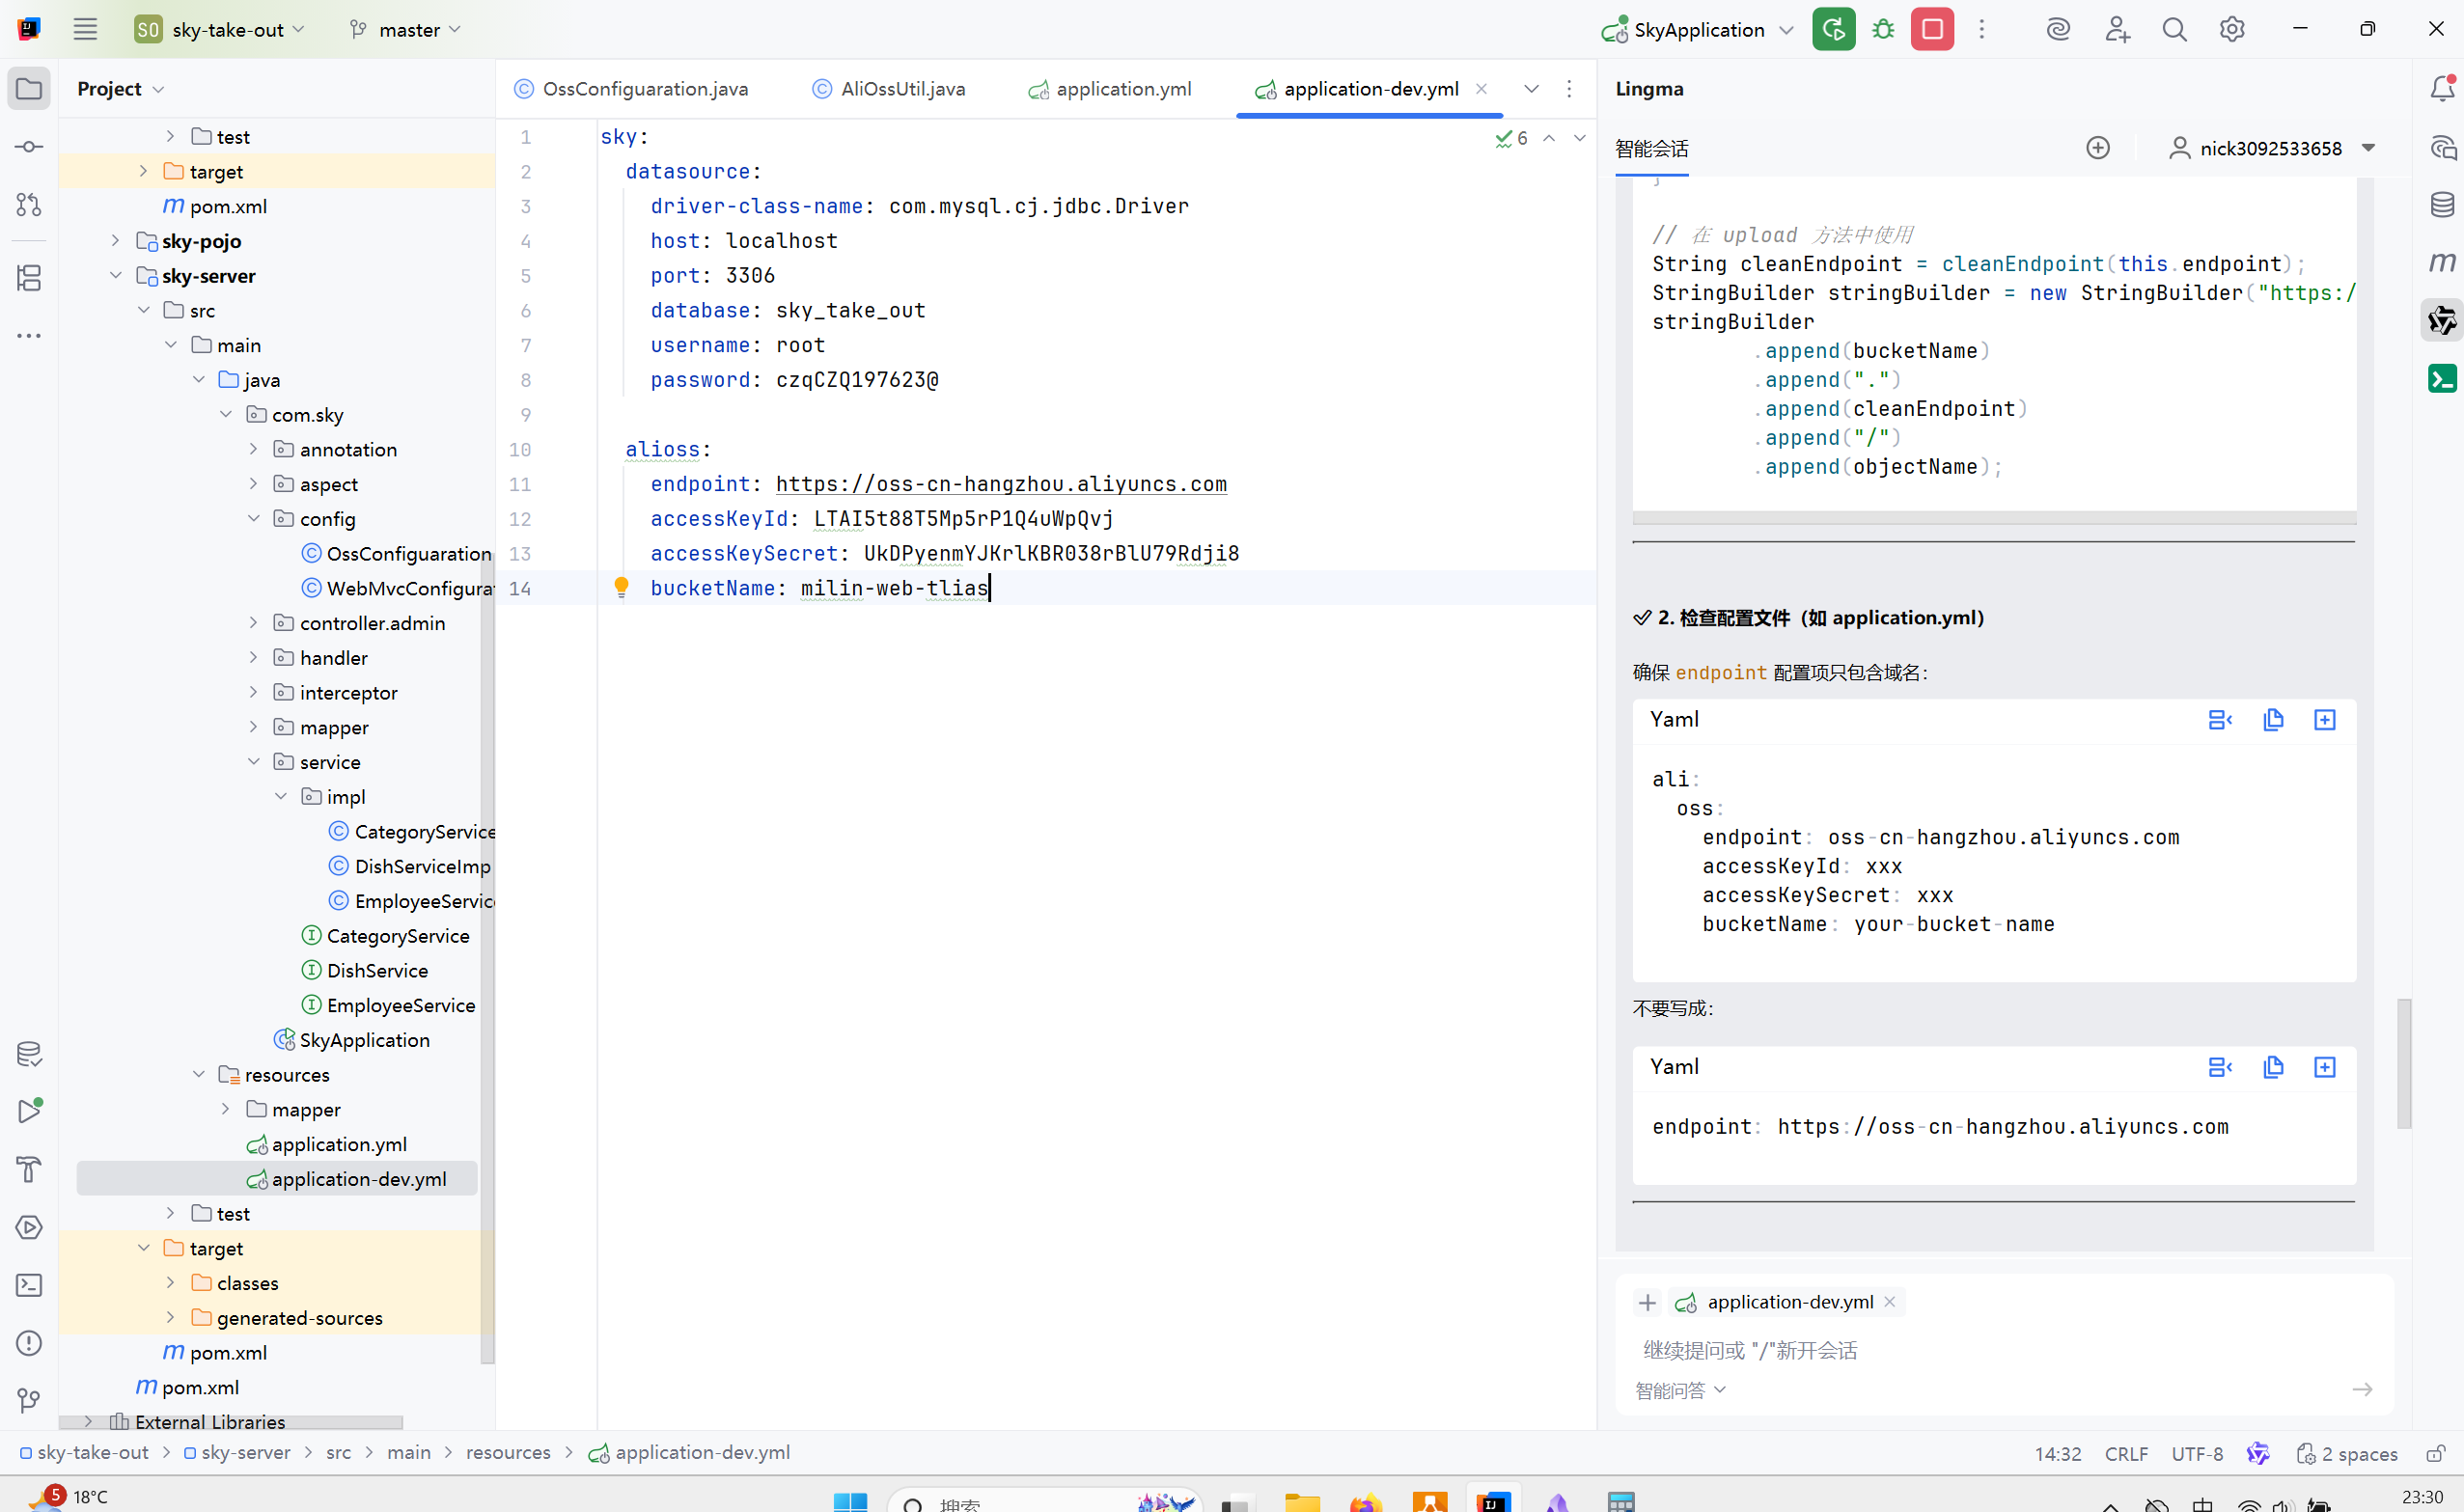 SO sky-take-out master SkyApplication
Project
test
target
pom.xml
sky-pojo
sky-server
src
main
java
com.sky
annotation
aspect
config
OssConfiguaration
WebMvcConfigura
controller.admin
handler
interceptor
mapper
service
impl
CategoryService
DishServiceImp
EmployeeServic
CategoryService
DishService
EmployeeService
SkyApplication
resources
mapper
application.yml
application-dev.yml
test
target
classes
generated-sources
pom.xml
pom.xml
External Libraries
OssConfiguaration.java AliOssUtil.java application.yml application-dev.yml
6
1 sky:
2 datasource:
3 driver-class-name: com.mysql.cj.jdbc.Driver
4 host: localhost
5 port: 3306
6 database: sky_take_out
7 username: root
8 password: czqCZQ197623@
9
10 alioss:
11 endpoint: https://oss-cn-hangzhou.aliyuncs.com
12 accessKeyId: LTAI5t88T5Mp5rP1Q4uWpQvj
13 accessKeySecret: UkDPyenmYJKrlKBR038rBlU79Rdji8
14 bucketName: milin-web-tlias
Lingma
智能会话 nick3092533658
}
// 在 upload 方法中使用
String cleanEndpoint = cleanEndpoint(this.endpoint);
StringBuilder stringBuilder = new StringBuilder("https:/
stringBuilder
.append(bucketName)
.append(".")
.append(cleanEndpoint)
.append("/")
.append(objectName);
2. 检查配置文件（如 application.yml）
确保 endpoint 配置项只包含域名：
Yaml
ali:
oss:
endpoint: oss-cn-hangzhou.aliyuncs.com
accessKeyId: xxx
accessKeySecret: xxx
bucketName: your-bucket-name
不要写成：
Yaml
endpoint: https://oss-cn-hangzhou.aliyuncs.com
application-dev.yml
继续提问或 "/"新开会话
智能问答
sky-take-out > sky-server > src > main > resources > application-dev.yml
14:32 CRLF UTF-8 2 spaces
5 18°C
搜索
中
23:30